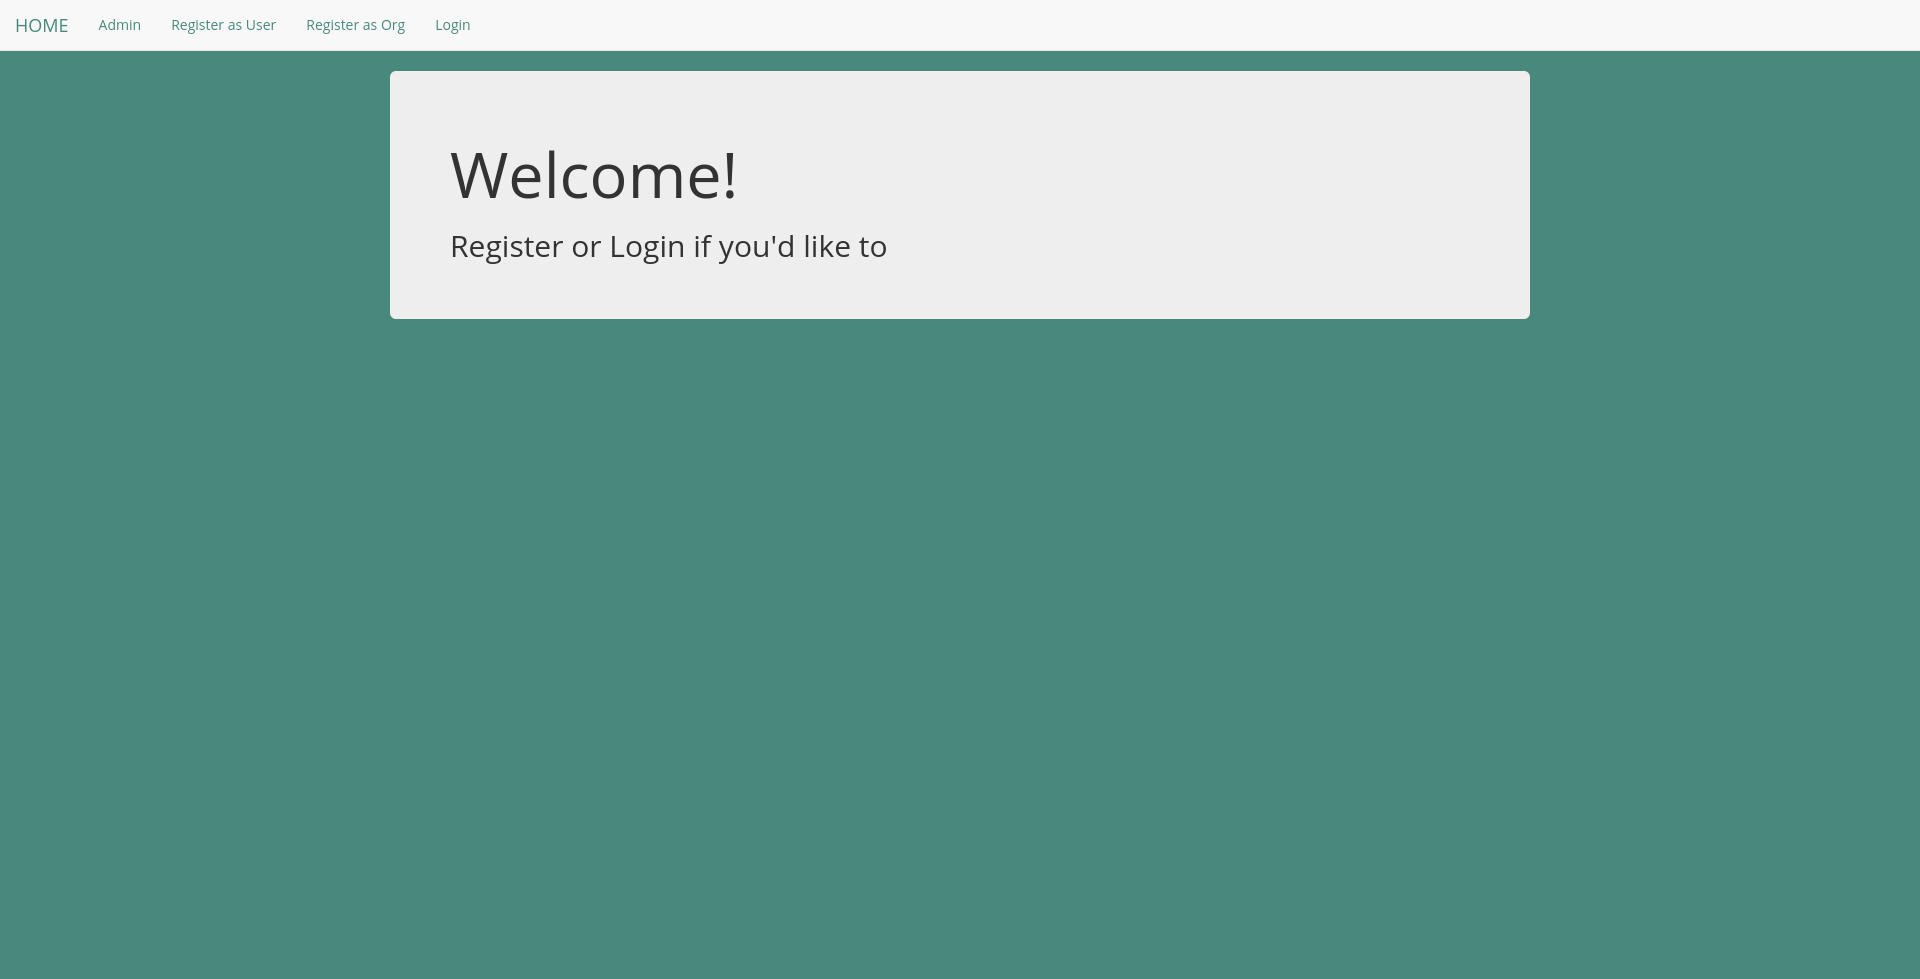 HOME Admin Register as User Register as Org Login
Welcome!
Register or Login if you'd like to